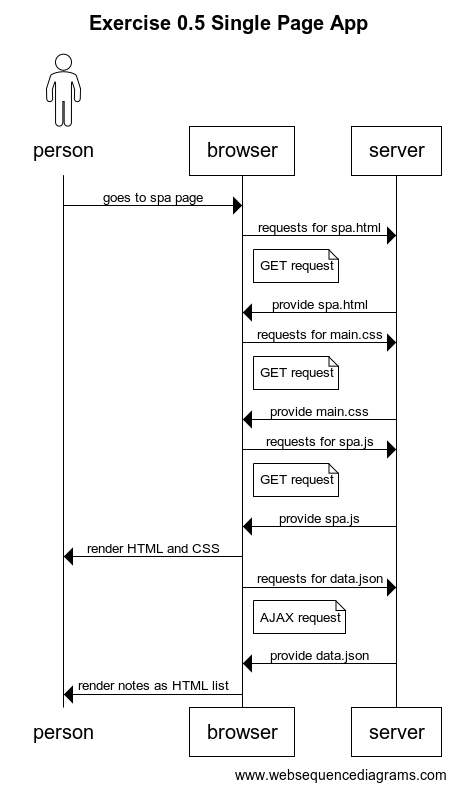 Exercise 0.5 Single Page App
person
browser
server
goes to spa page
requests for spa.html
GET request
provide spa.html
requests for main.css
GET request
provide main.css
requests for spa.js
GET request
provide spa.js
render HTML and CSS
requests for data.json
AJAX request
provide data.json
render notes as HTML list
person
browser
server
www.websequencediagrams.com